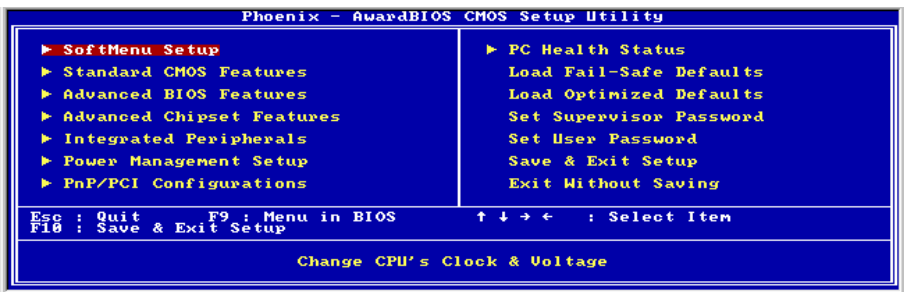 Phoenix - AwardBIOS CMOS Setup Utility
▶ SoftMenu Setup
▶ Standard CMOS Features
▶ Advanced BIOS Features
▶ Advanced Chipset Features
▶ Integrated Peripherals
▶ Power Management Setup
▶ PnP/PCI Configurations
▶ PC Health Status
Load Fail-Safe Defaults
Load Optimized Defaults
Set Supervisor Password
Set User Password
Save & Exit Setup
Exit Without Saving
Esc : Quit F9 : Menu in BIOS ↑ ↓ → ← : Select Item
F10 : Save & Exit Setup
Change CPU's Clock & Voltage